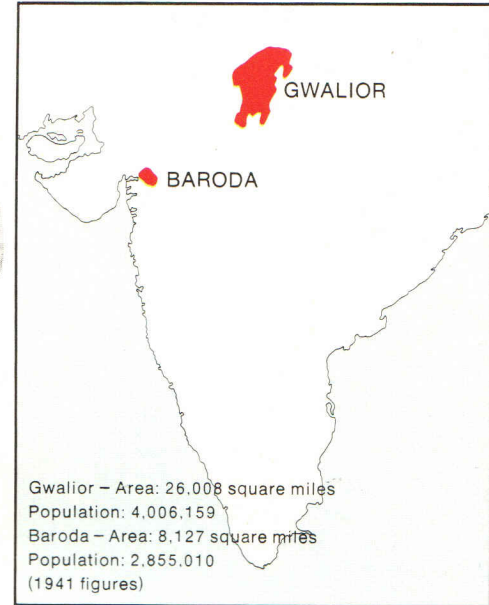 GWALIOR
BARODA
Gwalior – Area: 26,008 square miles
Population: 4,006,159
Baroda – Area: 8,127 square miles
Population: 2,855,010
(1941 figures)